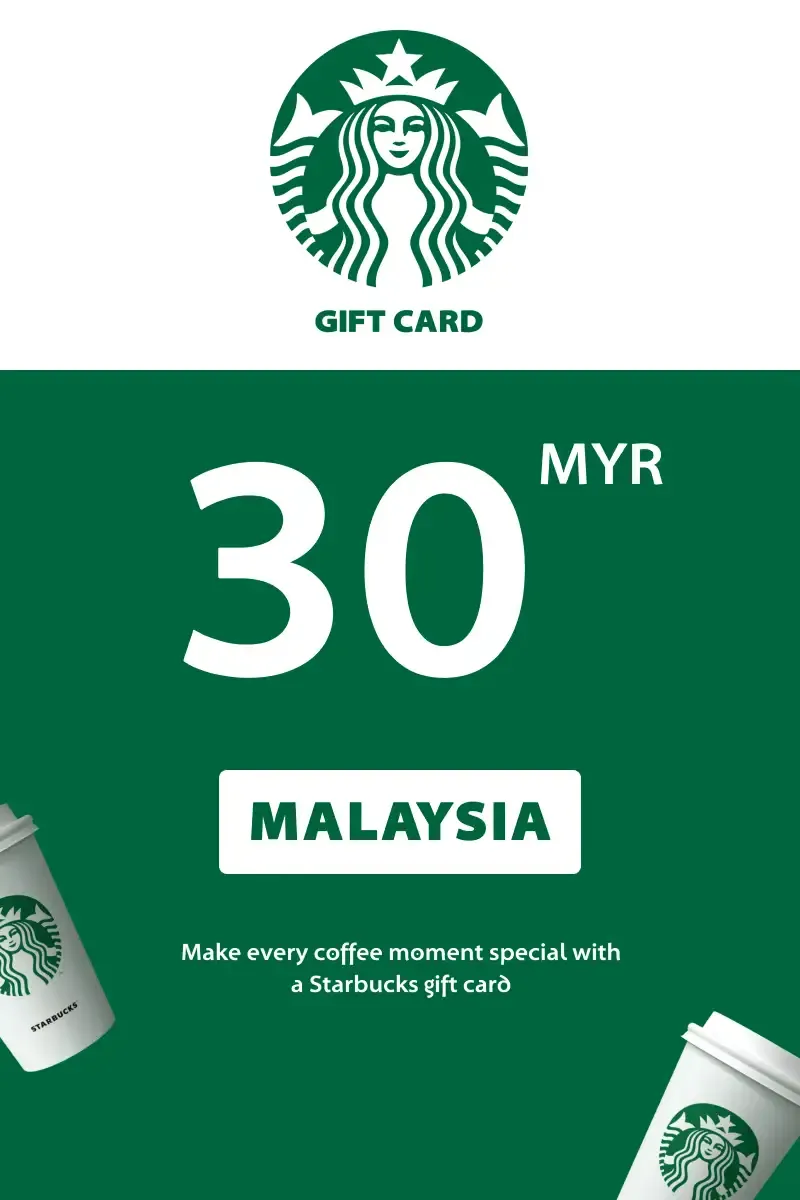 GIFT CARD
30 MYR
MALAYSIA
Make every coffee moment special with
a Starbucks gift card
STARBUCKS